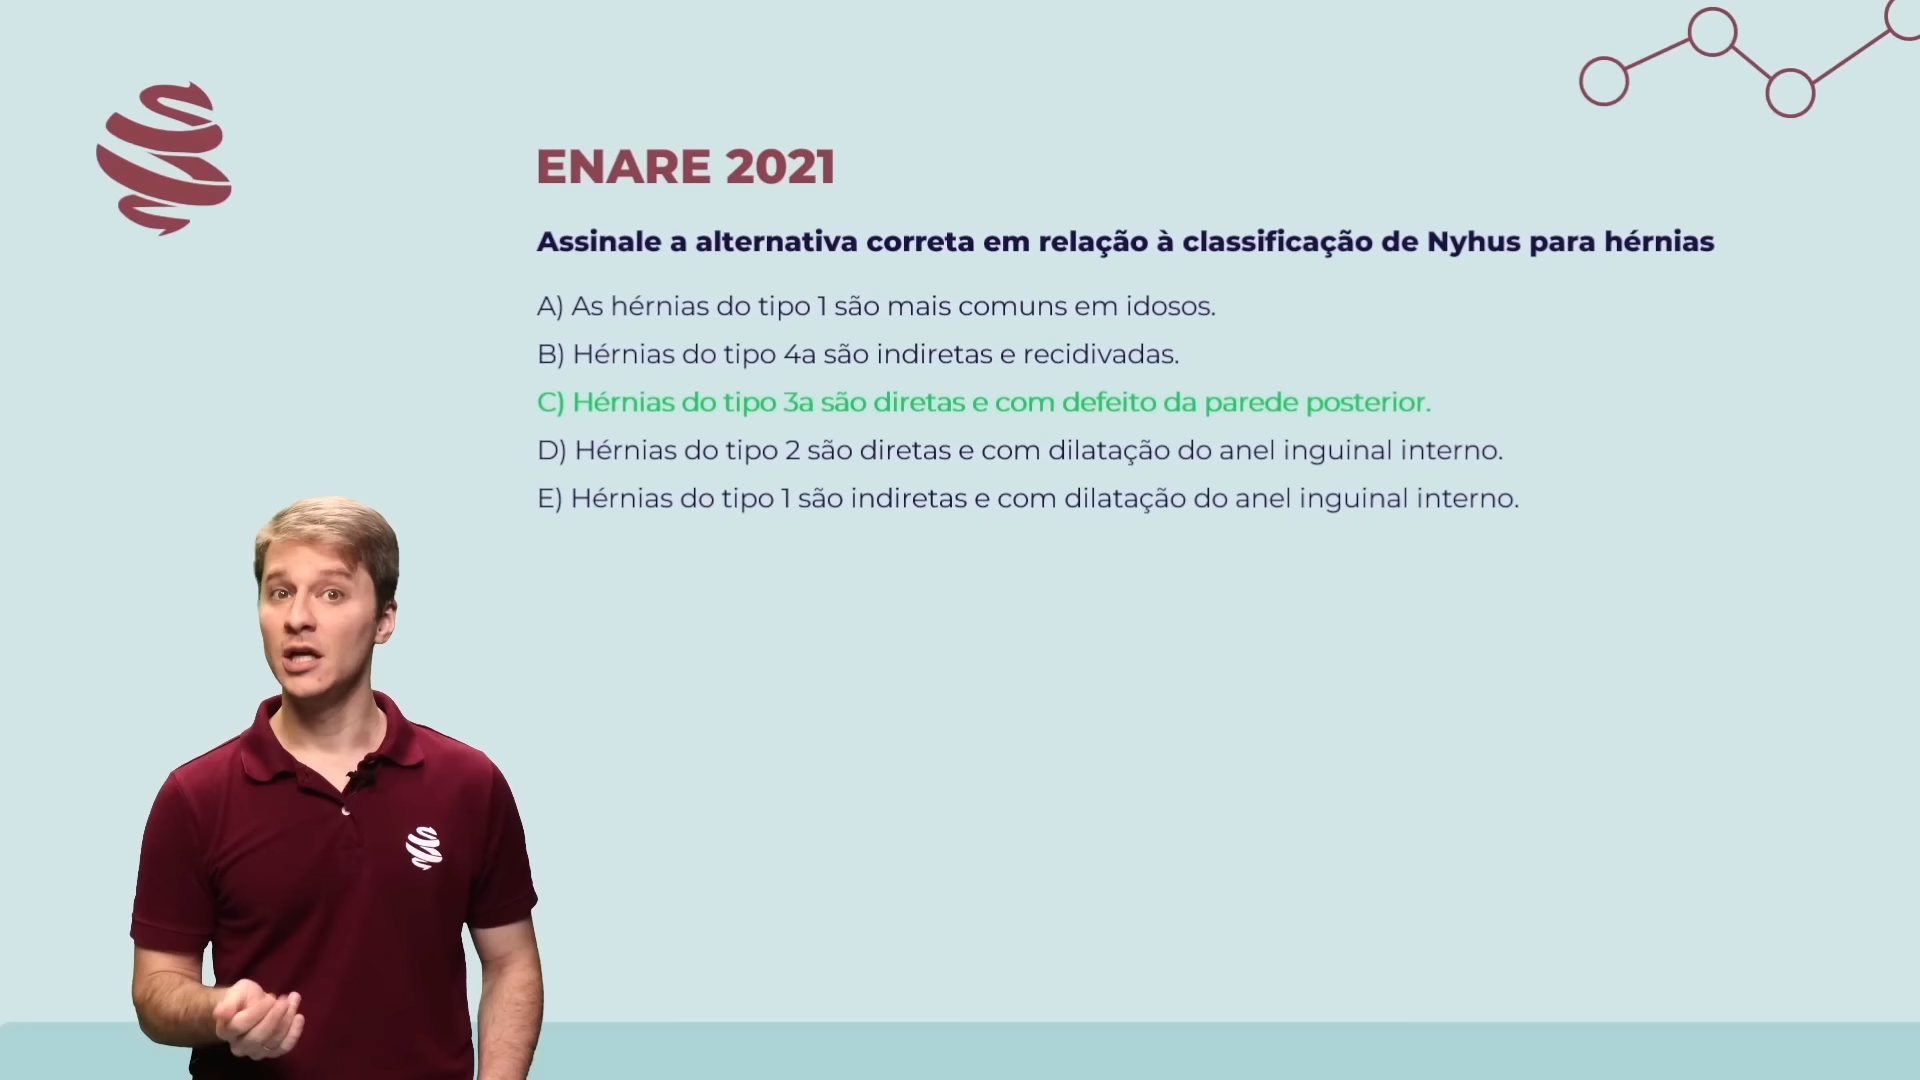 ENARE 2021
Assinale a alternativa correta em relação à classificação de Nyhus para hérnias
A) As hérnias do tipo 1 são mais comuns em idosos.
B) Hérnias do tipo 4a são indiretas e recidivadas.
C) Hérnias do tipo 3a são diretas e com defeito da parede posterior.
D) Hérnias do tipo 2 são diretas e com dilatação do anel inguinal interno.
E) Hérnias do tipo 1 são indiretas e com dilatação do anel inguinal interno.